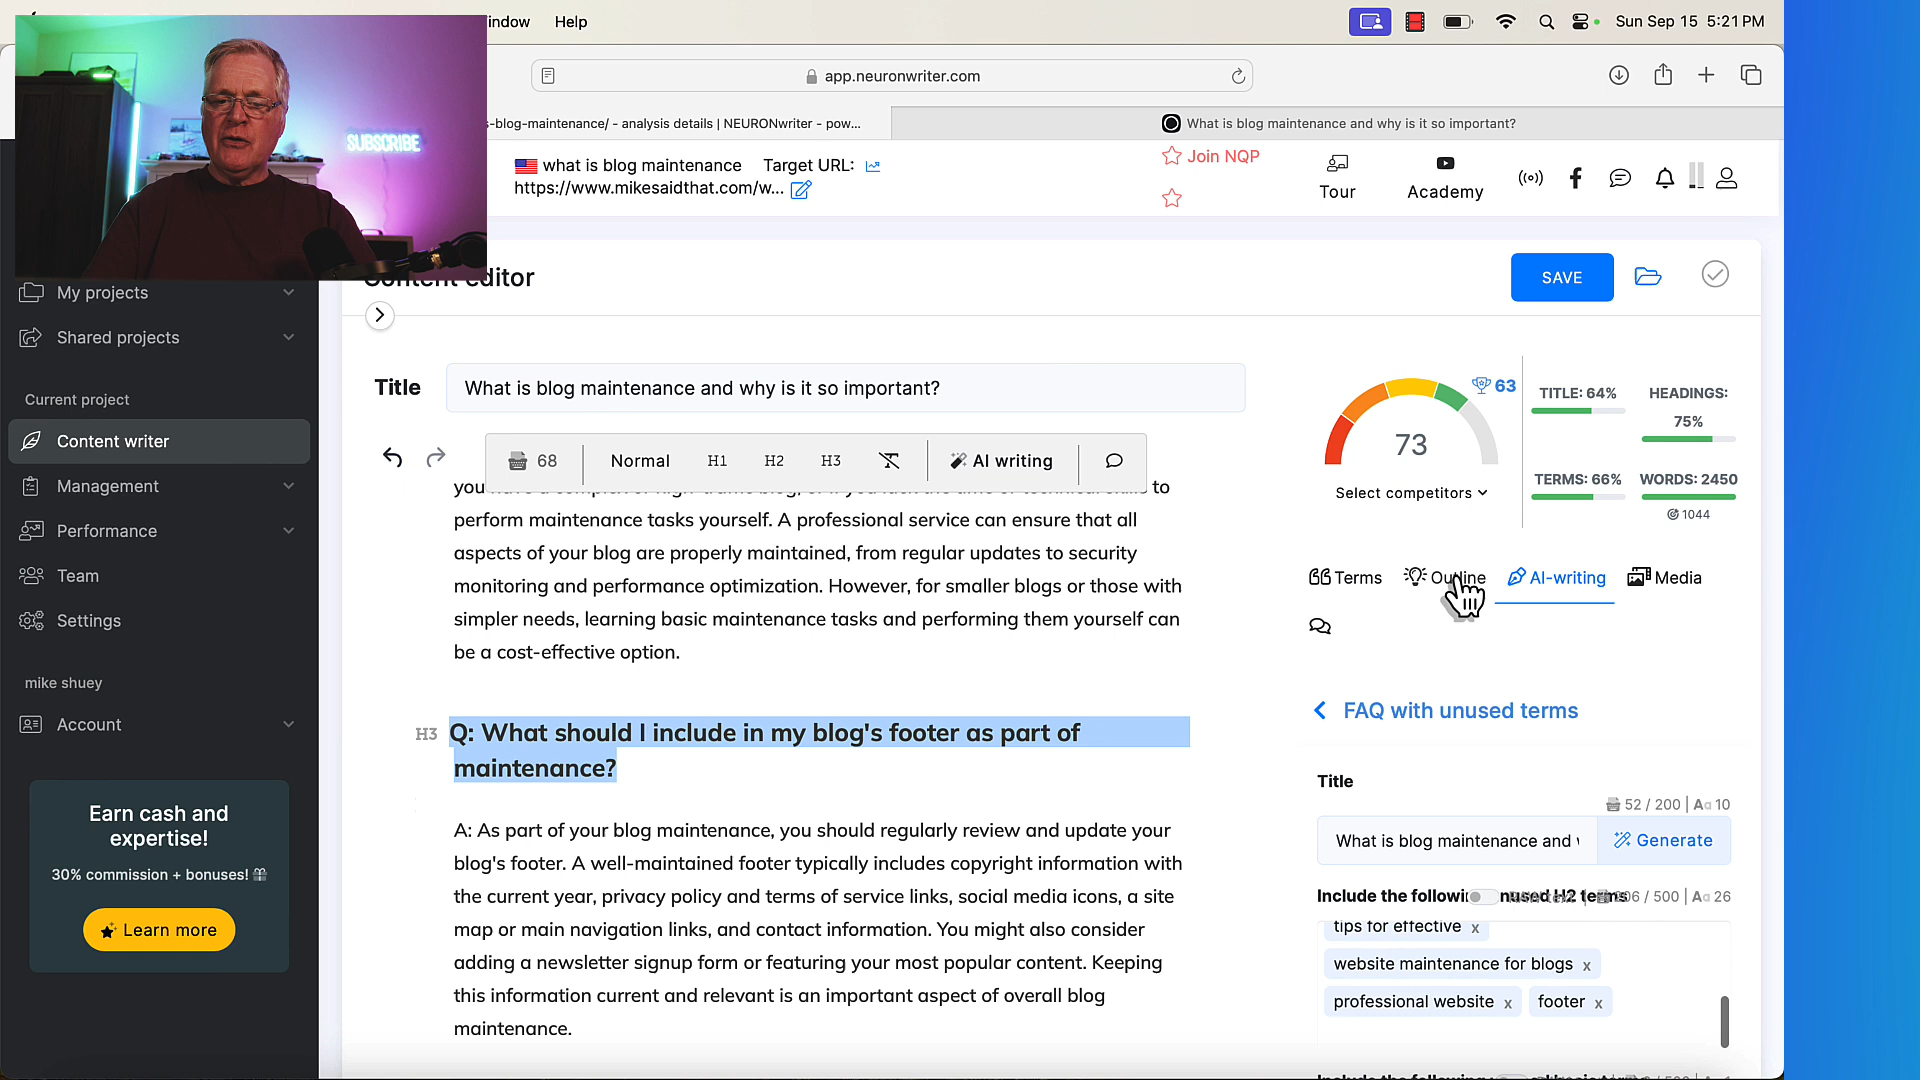 indow Help Sun Sep 15 5:21 PM
app.neuronwriter.com
s-blog-maintenance/ - analysis details | NEURONwriter - pow...
What is blog maintenance and why is it so important?
what is blog maintenance Target URL:
https://www.mikesaidthat.com/w...
Join NQP
Tour
Academy
SUBSCRIBE
Content editor
SAVE
My projects
Shared projects
Current project
Content writer
Management
Performance
Team
Settings
mike shuey
Account
Earn cash and
expertise!
30% commission + bonuses!
Learn more
Title
What is blog maintenance and why is it so important?
68 Normal H1 H2 H3 AI writing
to
perform maintenance tasks yourself. A professional service can ensure that all
aspects of your blog are properly maintained, from regular updates to security
monitoring and performance optimization. However, for smaller blogs or those with
simpler needs, learning basic maintenance tasks and performing them yourself can
be a cost-effective option.
H3 Q: What should I include in my blog's footer as part of
maintenance?
A: As part of your blog maintenance, you should regularly review and update your
blog's footer. A well-maintained footer typically includes copyright information with
the current year, privacy policy and terms of service links, social media icons, a site
map or main navigation links, and contact information. You might also consider
adding a newsletter signup form or featuring your most popular content. Keeping
this information current and relevant is an important aspect of overall blog
maintenance.
63
73
Select competitors
TITLE: 64%
HEADINGS:
75%
TERMS: 66%
WORDS: 2450
1044
Terms Outline AI-writing Media
FAQ with unused terms
Title
52 / 200 | Aa 10
What is blog maintenance and
Generate
Include the following unused H2 terms / 500 | Aa 26
tips for effective x
website maintenance for blogs x
professional website x footer x